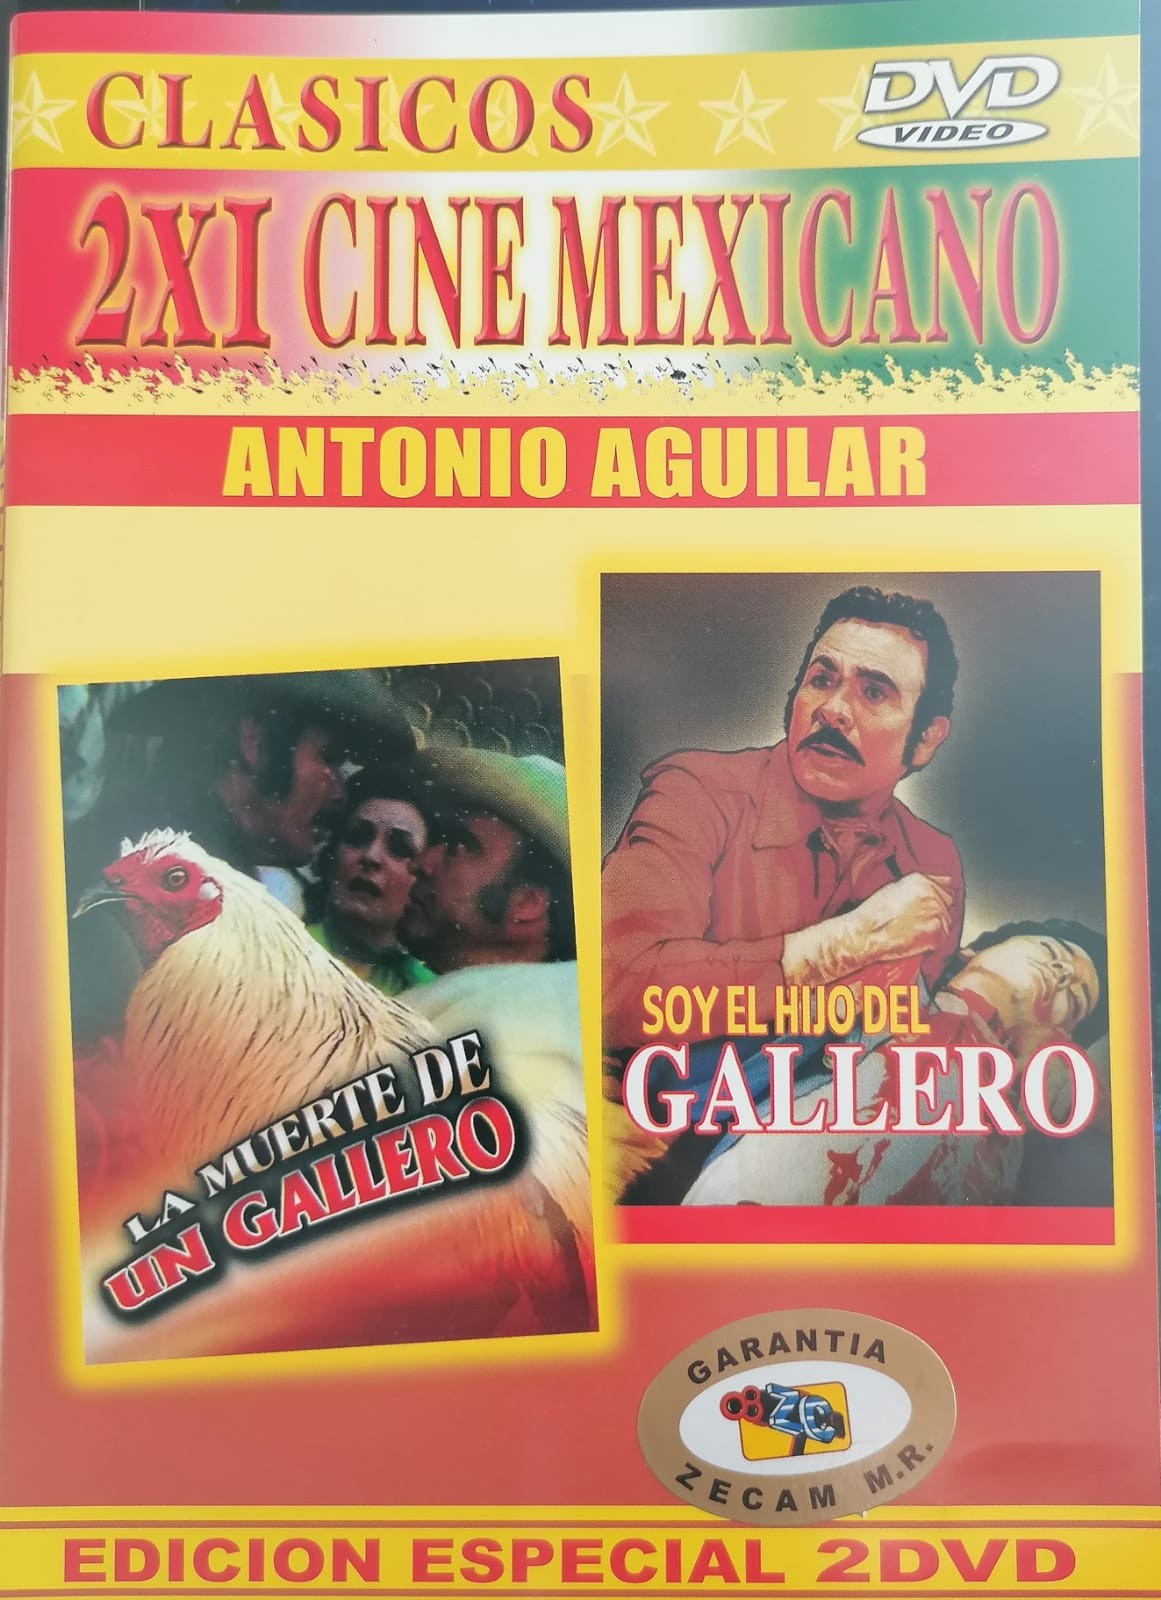 CLASICOS
DVD
VIDEO
2X1 CINE MEXICANO
ANTONIO AGUILAR
SOY EL HIJO DEL
GALLERO
LA MUERTE DE
UN GALLERO
GARANTIA
ZC
ZECAM M.R.
EDICION ESPECIAL 2DVD